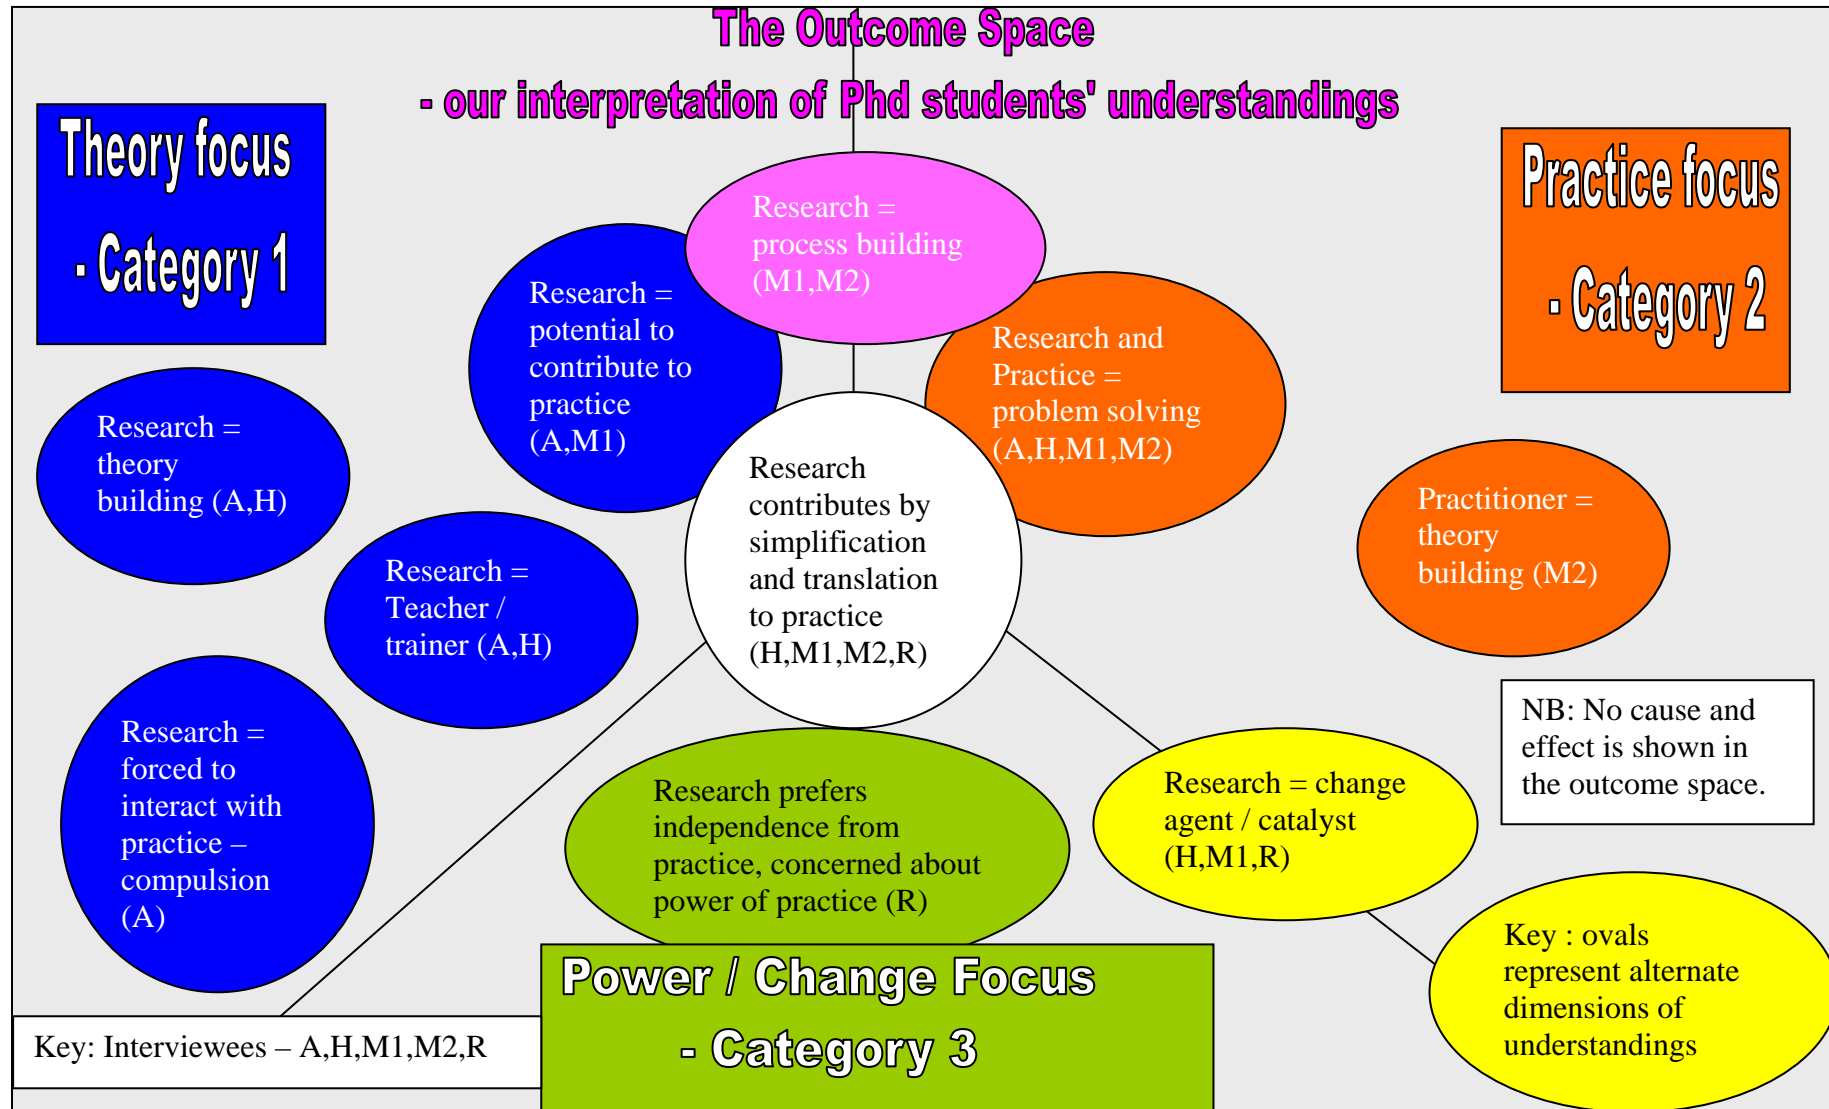 The Outcome Space
- our interpretation of Phd students' understandings
Theory focus
- Category 1
Practice focus
- Category 2
Research =
process building
(M1,M2)
Research =
potential to
contribute to
practice
(A,M1)
Research and
Practice =
problem solving
(A,H,M1,M2)
Research =
theory
building (A,H)
Research
contributes by
simplification
and translation
to practice
(H,M1,M2,R)
Practitioner =
theory
building (M2)
Research =
Teacher /
trainer (A,H)
Research =
forced to
interact with
practice –
compulsion
(A)
NB: No cause and
effect is shown in
the outcome space.
Research prefers
independence from
practice, concerned about
power of practice (R)
Research = change
agent / catalyst
(H,M1,R)
Key : ovals
represent alternate
dimensions of
understandings
Power / Change Focus
- Category 3
Key: Interviewees – A,H,M1,M2,R